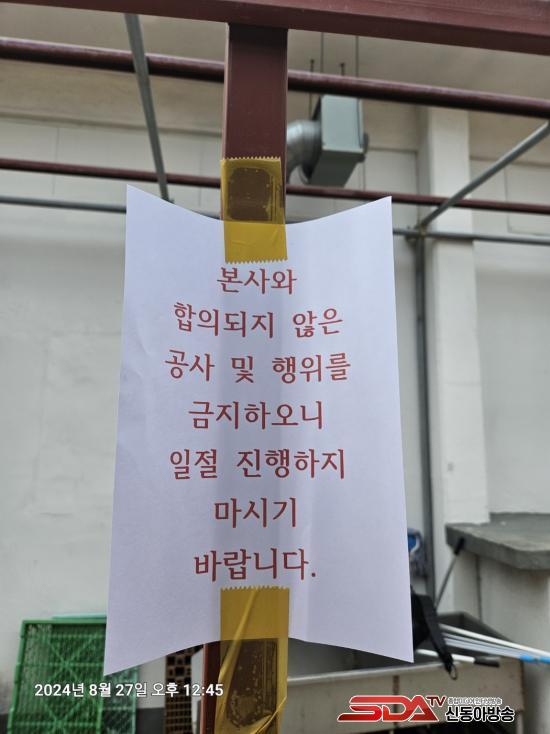 본사와
합의되지 않은
공사 및 행위를
금지하오니
일절 진행하지
마시기
바랍니다.
2024년 8월 27일 오후 12:45
SDATV
신동아방송